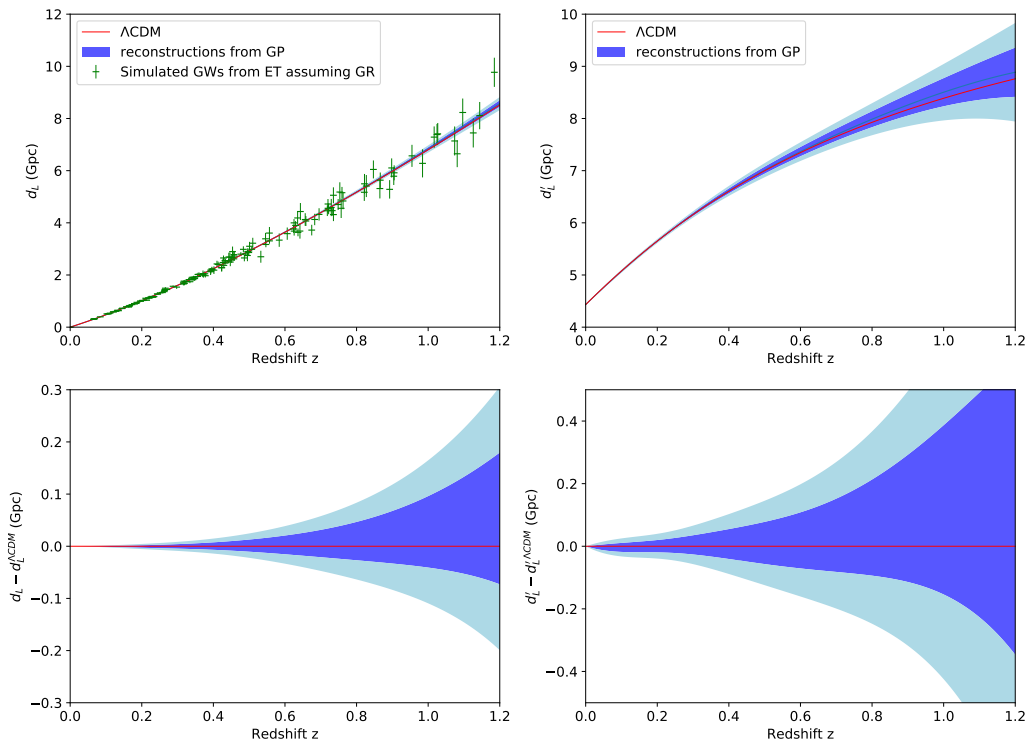 12
10
8
6
4
2
0
d_L (Gpc)
ΛCDM
reconstructions from GP
Simulated GWs from ET assuming GR
0.0 0.2 0.4 0.6 0.8 1.0 1.2
Redshift z
10
9
8
7
6
5
4
d′_L (Gpc)
ΛCDM
reconstructions from GP
0.0 0.2 0.4 0.6 0.8 1.0 1.2
Redshift z
0.3
0.2
0.1
0.0
−0.1
−0.2
−0.3
d_L − d_L^ΛCDM (Gpc)
0.0 0.2 0.4 0.6 0.8 1.0 1.2
Redshift z
0.4
0.2
0.0
−0.2
−0.4
d′_L − d′_L^ΛCDM (Gpc)
0.0 0.2 0.4 0.6 0.8 1.0 1.2
Redshift z